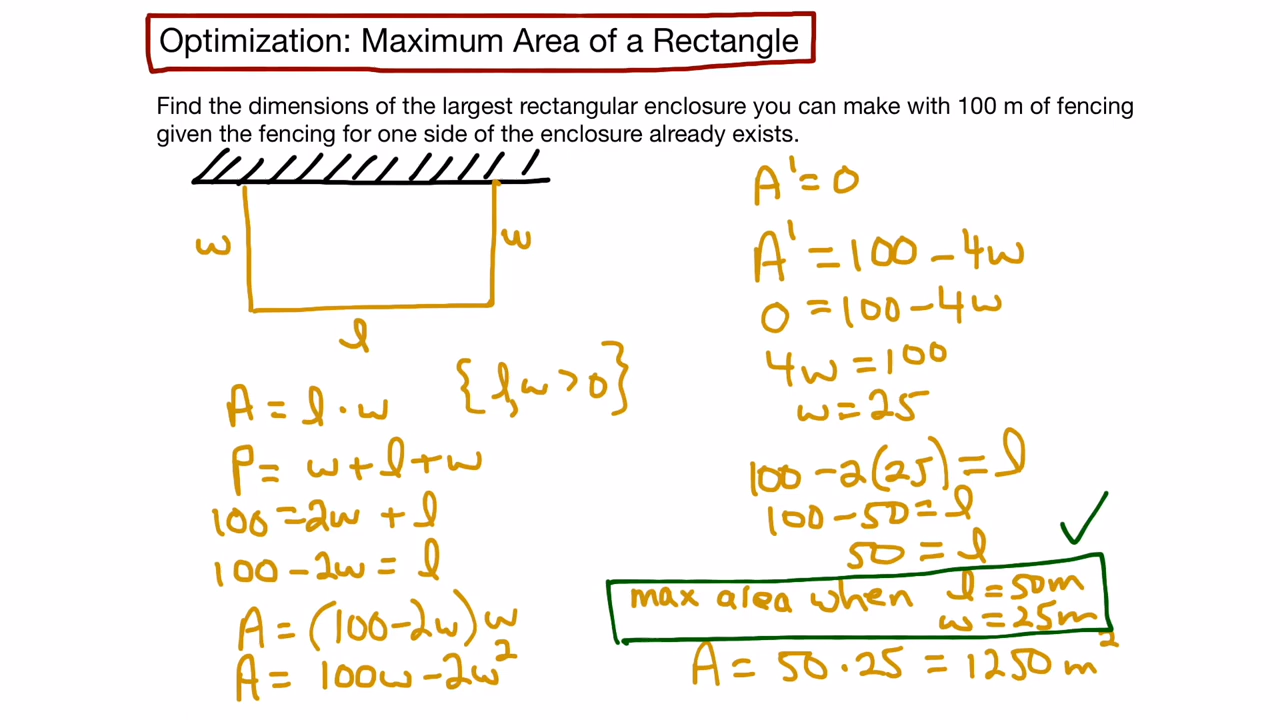 Optimization: Maximum Area of a Rectangle
Find the dimensions of the largest rectangular enclosure you can make with 100 m of fencing
given the fencing for one side of the enclosure already exists.
w
w
l
{l,w > 0}
A = l · w
P = w + l + w
100 = 2w + l
100 - 2w = l
A = (100 - 2w) w
A = 100w - 2w²
A' = 0
A' = 100 - 4w
0 = 100 - 4w
4w = 100
w = 25
100 - 2(25) = l
100 - 50 = l
50 = l
max area when l = 50m
w = 25m
A = 50 · 25 = 1250 m²